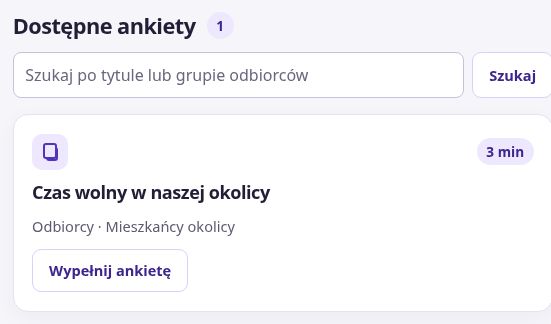 Dostępne ankiety 1
Szukaj po tytule lub grupie odbiorców Szukaj
3 min
Czas wolny w naszej okolicy
Odbiorcy · Mieszkańcy okolicy
Wypełnij ankietę